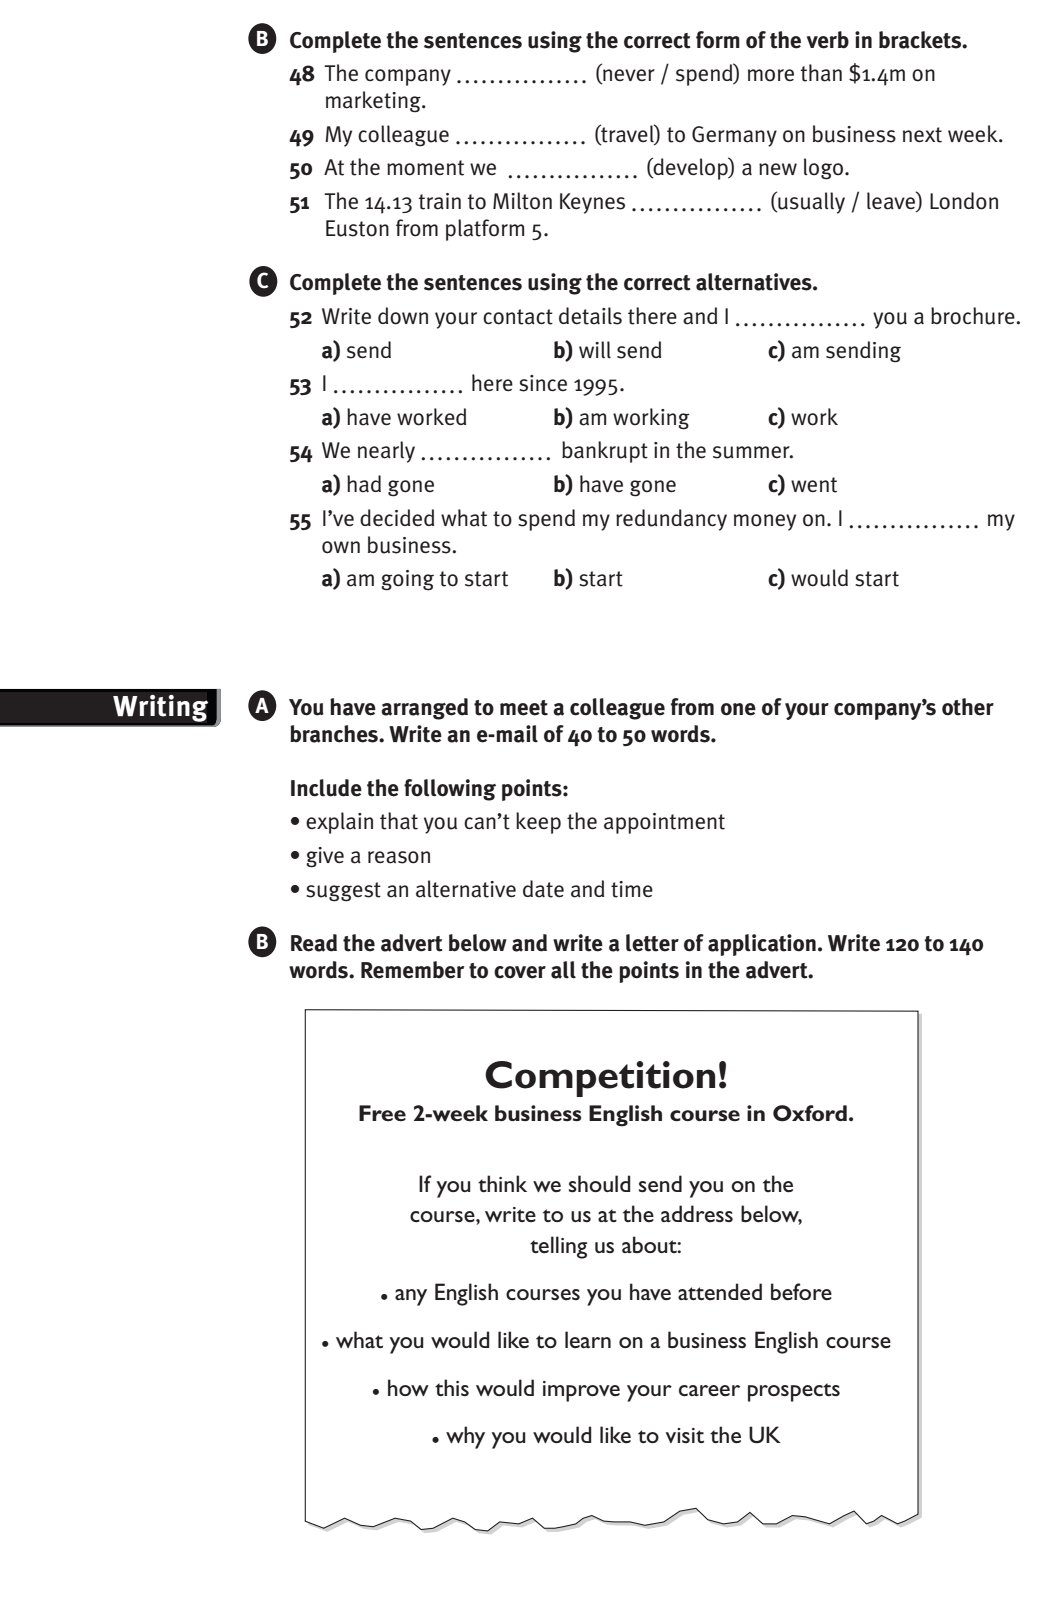 B Complete the sentences using the correct form of the verb in brackets.
48 The company ................ (never / spend) more than $1.4m on
marketing.
49 My colleague ................ (travel) to Germany on business next week.
50 At the moment we ................ (develop) a new logo.
51 The 14.13 train to Milton Keynes ................ (usually / leave) London
Euston from platform 5.
C Complete the sentences using the correct alternatives.
52 Write down your contact details there and I ................ you a brochure.
a) send b) will send c) am sending
53 I ................ here since 1995.
a) have worked b) am working c) work
54 We nearly ................ bankrupt in the summer.
a) had gone b) have gone c) went
55 I’ve decided what to spend my redundancy money on. I ................ my
own business.
a) am going to start b) start c) would start
Writing
A You have arranged to meet a colleague from one of your company’s other
branches. Write an e-mail of 40 to 50 words.
Include the following points:
• explain that you can’t keep the appointment
• give a reason
• suggest an alternative date and time
B Read the advert below and write a letter of application. Write 120 to 140
words. Remember to cover all the points in the advert.
Competition!
Free 2-week business English course in Oxford.
If you think we should send you on the
course, write to us at the address below,
telling us about:
• any English courses you have attended before
• what you would like to learn on a business English course
• how this would improve your career prospects
• why you would like to visit the UK